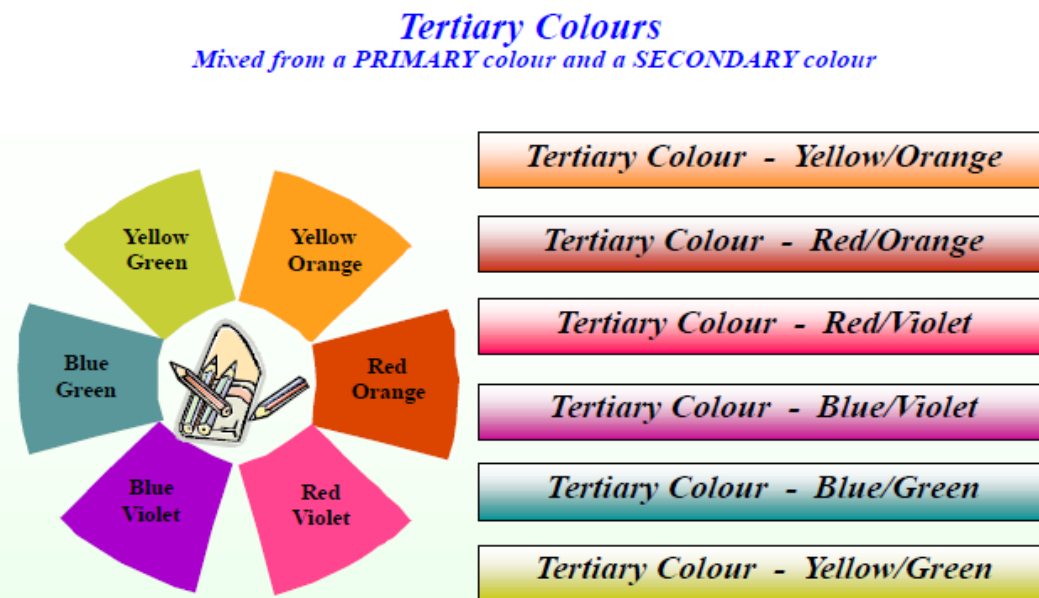 Tertiary Colours
Mixed from a PRIMARY colour and a SECONDARY colour
Yellow
Green
Yellow
Orange
Blue
Green
Red
Orange
Blue
Violet
Red
Violet
Tertiary Colour - Yellow/Orange
Tertiary Colour - Red/Orange
Tertiary Colour - Red/Violet
Tertiary Colour - Blue/Violet
Tertiary Colour - Blue/Green
Tertiary Colour - Yellow/Green